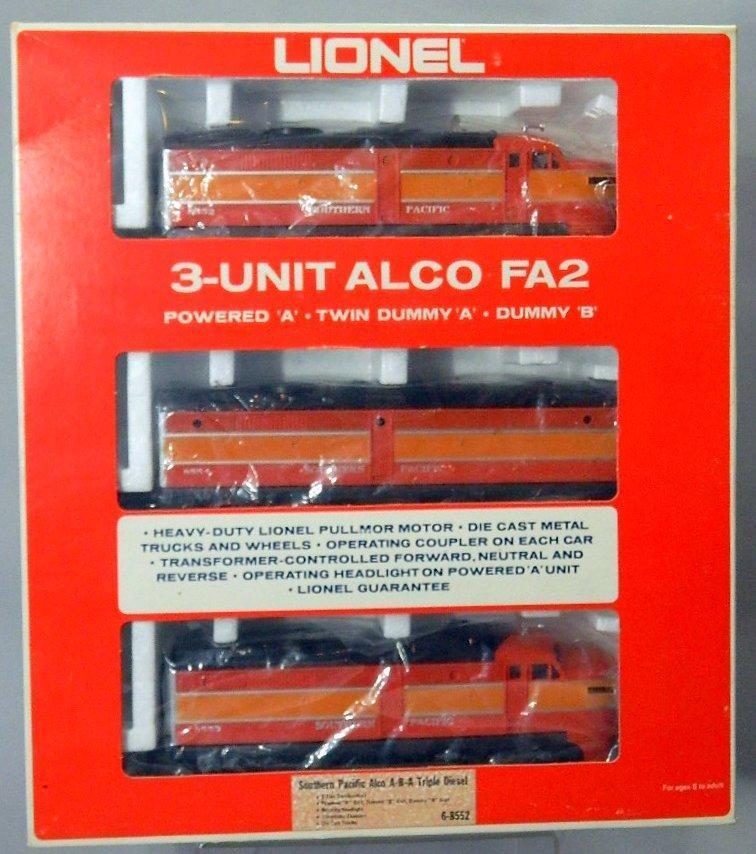 LIONEL
SOUTHERN PACIFIC
3-UNIT ALCO FA2
POWERED 'A' • TWIN DUMMY 'A' • DUMMY 'B'
SOUTHERN PACIFIC
• HEAVY-DUTY LIONEL PULLMOR MOTOR • DIE CAST METAL
TRUCKS AND WHEELS • OPERATING COUPLER ON EACH CAR
• TRANSFORMER-CONTROLLED FORWARD, NEUTRAL AND
REVERSE • OPERATING HEADLIGHT ON POWERED 'A' UNIT
• LIONEL GUARANTEE
SOUTHERN PACIFIC
Southern Pacific Alco A-B-A Triple Diesel
6-8552
For ages 8 to adult